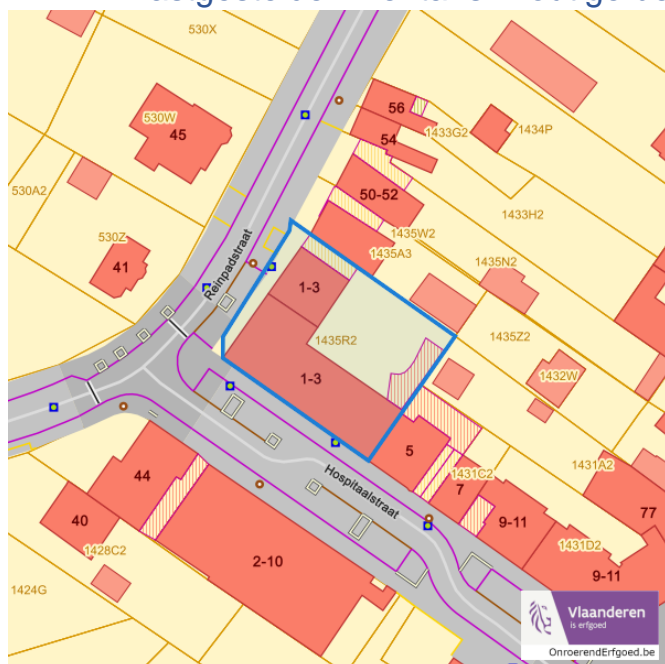 530X
56
530W
45
54
1433G2
1434P
50-52
530A2
1433H2
530Z
1435W2
41
Reinpadstraat
1435A3
1435N2
1-3
1435R2
1435Z2
1432W
1-3
5
44
Hospitaalstraat
1431C2
7
1431A2
40
9-11
77
1428C2
1431D2
2-10
9-11
1424G
Vlaanderen
is erfgoed
OnroerendErfgoed.be